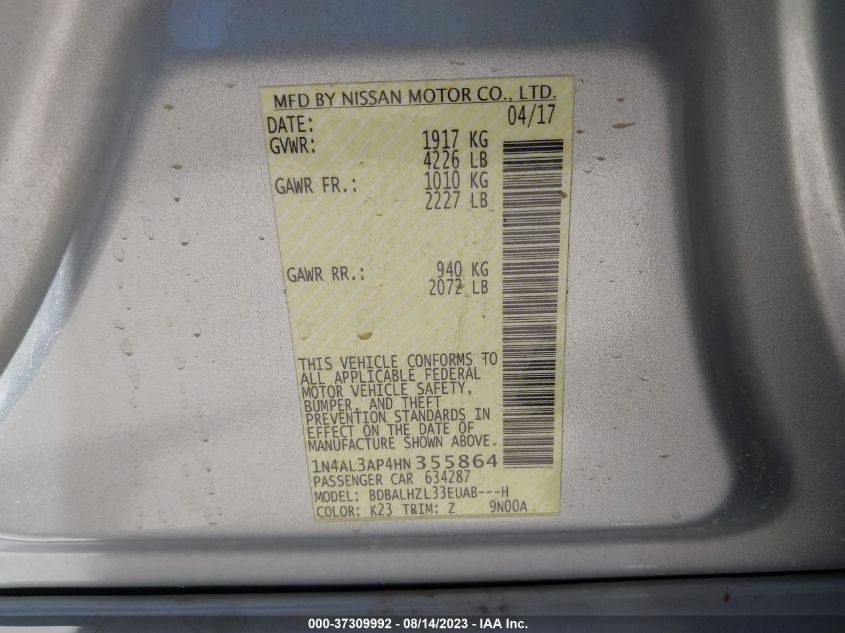 MFD BY NISSAN MOTOR CO., LTD.
DATE: 04/17
GVWR: 1917 KG
4226 LB
GAWR FR.: 1010 KG
2227 LB
GAWR RR.: 940 KG
2072 LB
THIS VEHICLE CONFORMS TO
ALL APPLICABLE FEDERAL
MOTOR VEHICLE SAFETY,
BUMPER, AND THEFT
PREVENTION STANDARDS IN
EFFECT ON THE DATE OF
MANUFACTURE SHOWN ABOVE.
1N4AL3AP4HN355864
PASSENGER CAR 634287
MODEL: BDBALHZL33EUAB---H
COLOR: K23 TRIM: Z 9N00A
000-37309992 - 08/14/2023 - IAA Inc.